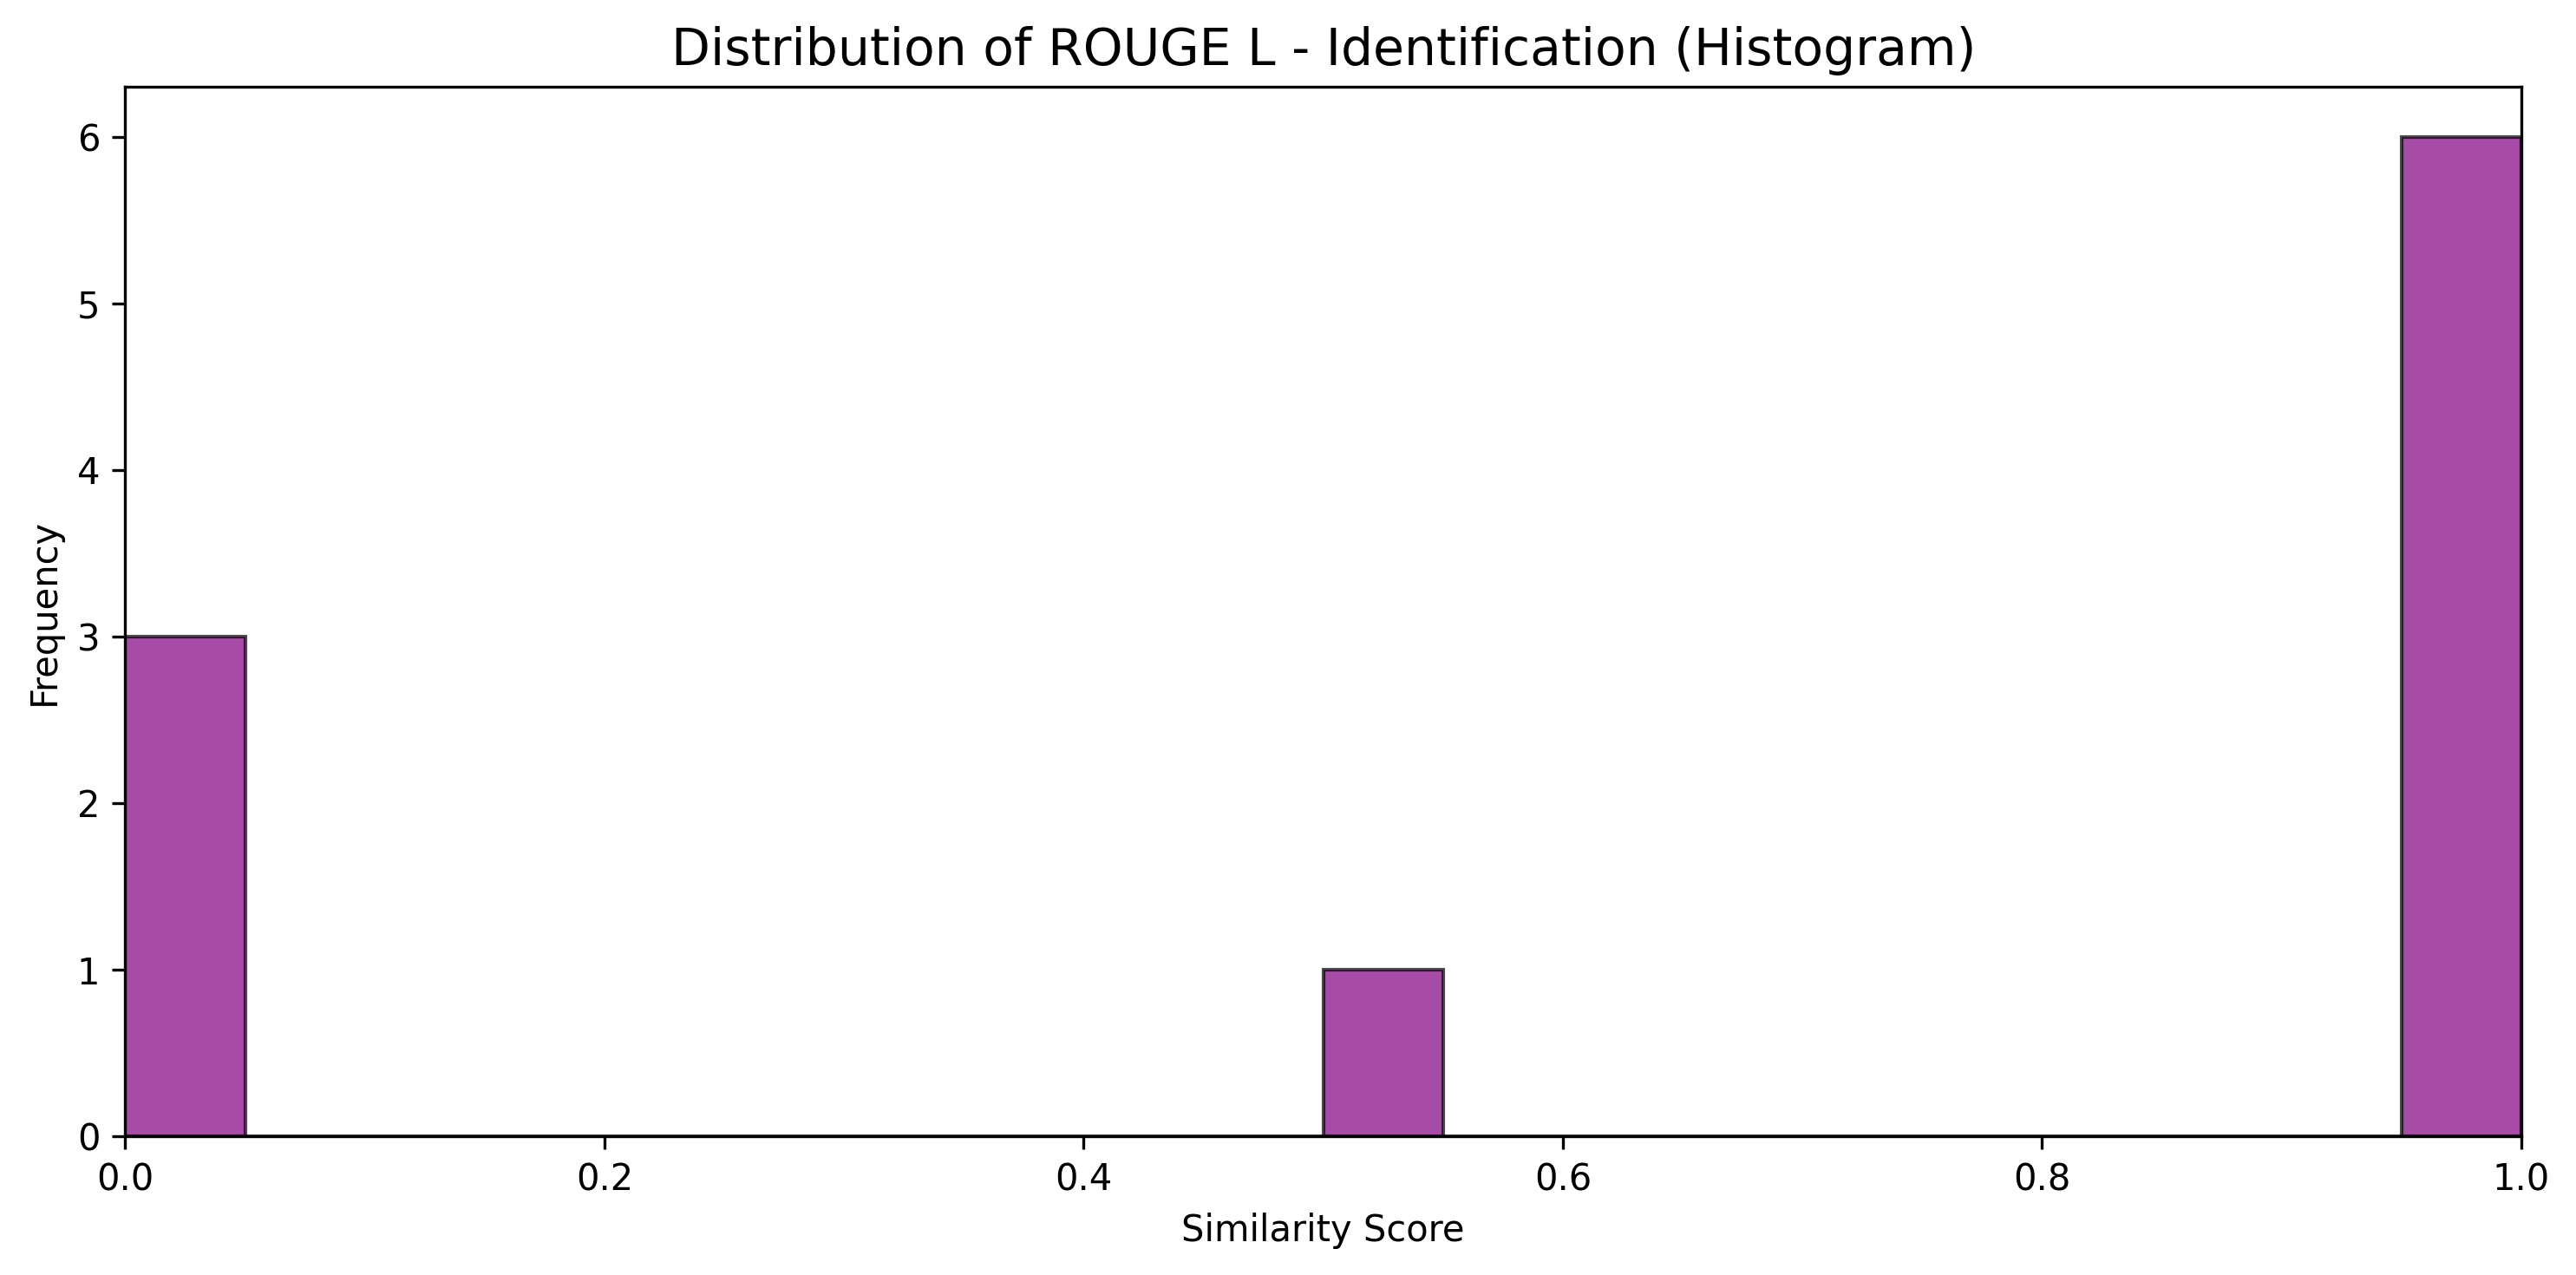 Distribution of ROUGE L - Identification (Histogram)
6
5
4
3
2
1
0
Frequency
0.0 0.2 0.4 0.6 0.8 1.0
Similarity Score